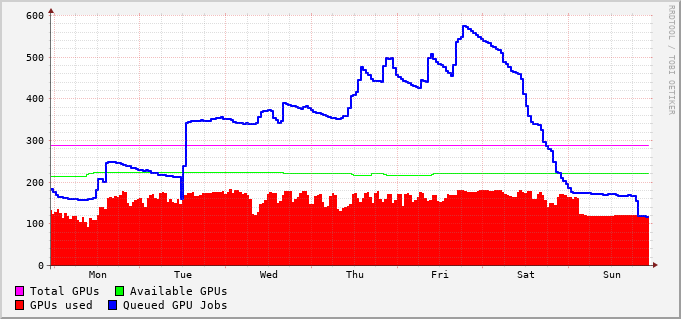 600
500
400
300
200
100
0
Mon Tue Wed Thu Fri Sat Sun
Total GPUs Available GPUs
GPUs used Queued GPU Jobs
RRDTOOL / TOBI OETIKER